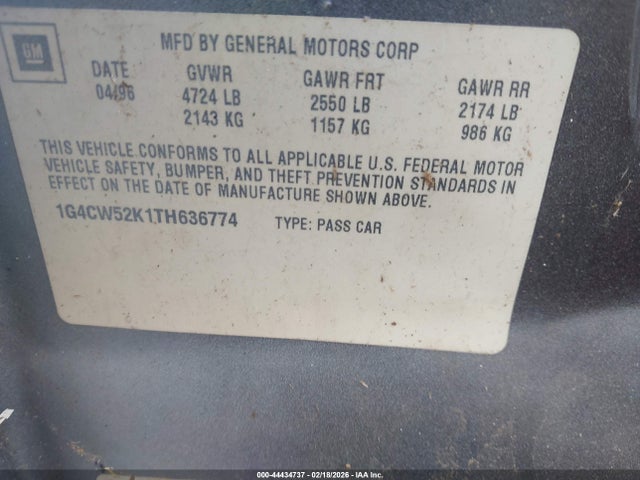 GM
MFD BY GENERAL MOTORS CORP
DATE GVWR GAWR FRT GAWR RR
04/96 4724 LB 2550 LB 2174 LB
2143 KG 1157 KG 986 KG
THIS VEHICLE CONFORMS TO ALL APPLICABLE U.S. FEDERAL MOTOR
VEHICLE SAFETY, BUMPER, AND THEFT PREVENTION STANDARDS IN
EFFECT ON THE DATE OF MANUFACTURE SHOWN ABOVE.
1G4CW52K1TH636774 TYPE: PASS CAR
000-44434737 - 02/18/2026 - IAA Inc.